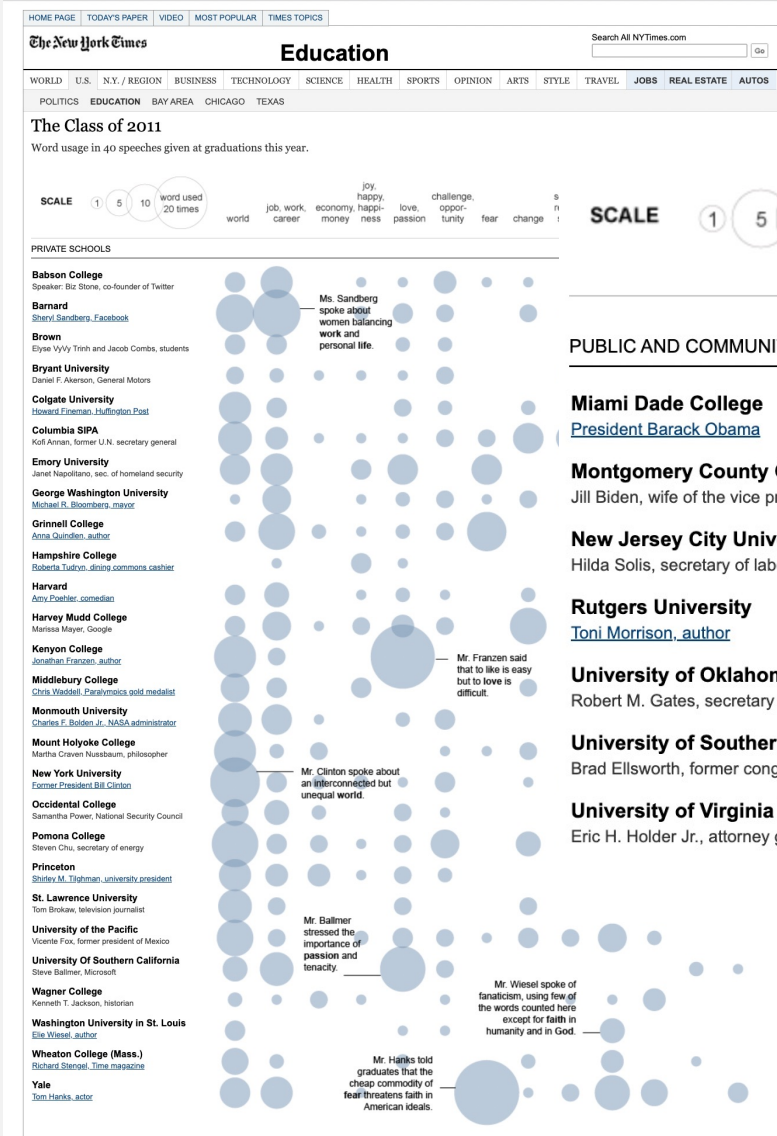 HOME PAGE TODAY'S PAPER VIDEO MOST POPULAR TIMES TOPICS
The New York Times
Education
Search All NYTimes.com
Go
WORLD U.S. N.Y. / REGION BUSINESS TECHNOLOGY SCIENCE HEALTH SPORTS OPINION ARTS STYLE TRAVEL JOBS REAL ESTATE AUTOS
POLITICS EDUCATION BAY AREA CHICAGO TEXAS
The Class of 2011
Word usage in 40 speeches given at graduations this year.
SCALE 1 5 10 word used
20 times
world
job, work,
career
economy,
money
joy,
happy,
happi-
ness
love,
passion
challenge,
oppor-
tunity
fear
change
SCALE 1 5
PRIVATE SCHOOLS
Babson College
Speaker: Biz Stone, co-founder of Twitter
Barnard
Sheryl Sandberg, Facebook
Ms. Sandberg
spoke about
women balancing
work and
personal life.
Brown
Elyse VyVy Trinh and Jacob Combs, students
Bryant University
Daniel F. Akerson, General Motors
Colgate University
Howard Fineman, Huffington Post
Columbia SIPA
Kofi Annan, former U.N. secretary general
Emory University
Janet Napolitano, sec. of homeland security
George Washington University
Michael R. Bloomberg, mayor
Grinnell College
Anna Quindlen, author
Hampshire College
Roberta Tudryn, dining commons cashier
Harvard
Amy Poehler, comedian
Harvey Mudd College
Marissa Mayer, Google
Kenyon College
Jonathan Franzen, author
Mr. Franzen said
that to like is easy
but to love is
difficult.
Middlebury College
Chris Waddell, Paralympics gold medalist
Monmouth University
Charles F. Bolden Jr., NASA administrator
Mount Holyoke College
Martha Craven Nussbaum, philosopher
New York University
Former President Bill Clinton
Mr. Clinton spoke about
an interconnected but
unequal world.
Occidental College
Samantha Power, National Security Council
Pomona College
Steven Chu, secretary of energy
Princeton
Shirley M. Tilghman, university president
St. Lawrence University
Tom Brokaw, television journalist
University of the Pacific
Vicente Fox, former president of Mexico
Mr. Ballmer
stressed the
importance of
passion and
tenacity.
University Of Southern California
Steve Ballmer, Microsoft
Wagner College
Kenneth T. Jackson, historian
Mr. Wiesel spoke of
fanaticism, using few of
the words counted here
except for faith in
humanity and in God.
Washington University in St. Louis
Elie Wiesel, author
Wheaton College (Mass.)
Richard Stengel, Time magazine
Mr. Hanks told
graduates that the
cheap commodity of
fear threatens faith in
American ideals.
Yale
Tom Hanks, actor
PUBLIC AND COMMUNI
Miami Dade College
President Barack Obama
Montgomery County
Jill Biden, wife of the vice pr
New Jersey City Univ
Hilda Solis, secretary of lab
Rutgers University
Toni Morrison, author
University of Oklahon
Robert M. Gates, secretary
University of Souther
Brad Ellsworth, former cong
University of Virginia
Eric H. Holder Jr., attorney g